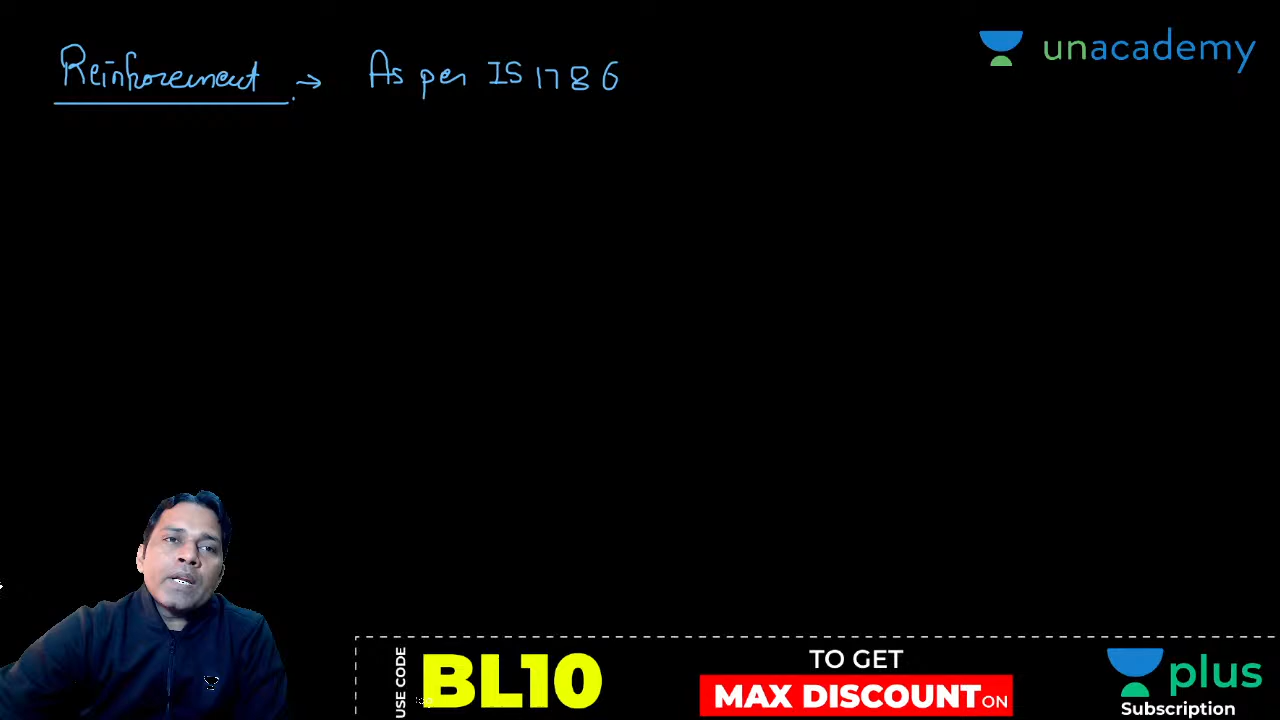 Reinforcement → As per IS 1786
unacademy
USE CODE
BL10
TO GET
MAX DISCOUNT ON
plus
Subscription